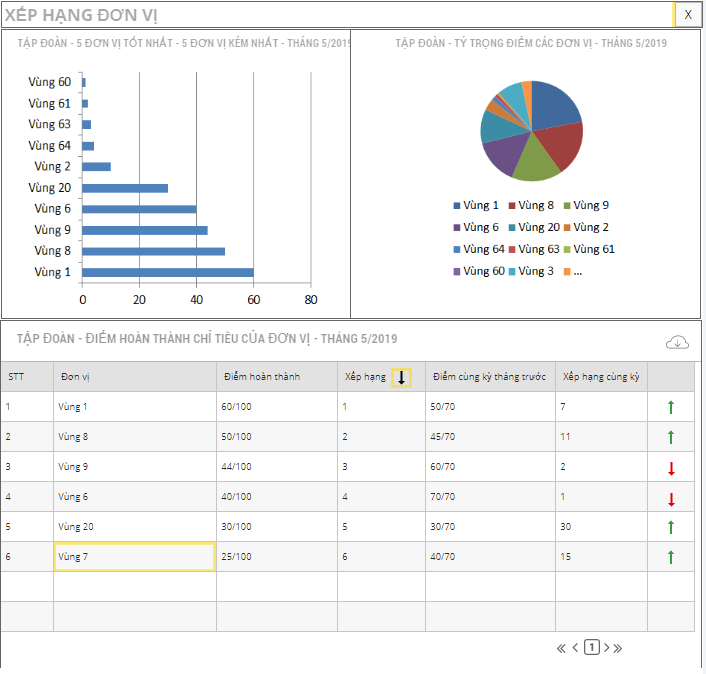 XẾP HẠNG ĐƠN VỊ
X
TẬP ĐOÀN - 5 ĐƠN VỊ TỐT NHẤT - 5 ĐƠN VỊ KÉM NHẤT - THÁNG 5/2019
Vùng 60
Vùng 61
Vùng 63
Vùng 64
Vùng 2
Vùng 20
Vùng 6
Vùng 9
Vùng 8
Vùng 1
0 20 40 60 80
TẬP ĐOÀN - TỶ TRỌNG ĐIỂM CÁC ĐƠN VỊ - THÁNG 5/2019
Vùng 1 Vùng 8 Vùng 9
Vùng 6 Vùng 20 Vùng 2
Vùng 64 Vùng 63 Vùng 61
Vùng 60 Vùng 3 ...
TẬP ĐOÀN - ĐIỂM HOÀN THÀNH CHỈ TIÊU CỦA ĐƠN VỊ - THÁNG 5/2019
STT Đơn vị Điểm hoàn thành Xếp hạng Điểm cùng kỳ tháng trước Xếp hạng cùng kỳ
1 Vùng 1 60/100 1 50/70 7
2 Vùng 8 50/100 2 45/70 11
3 Vùng 9 44/100 3 60/70 2
4 Vùng 6 40/100 4 70/70 1
5 Vùng 20 30/100 5 30/70 30
6 Vùng 7 25/100 6 40/70 15
1